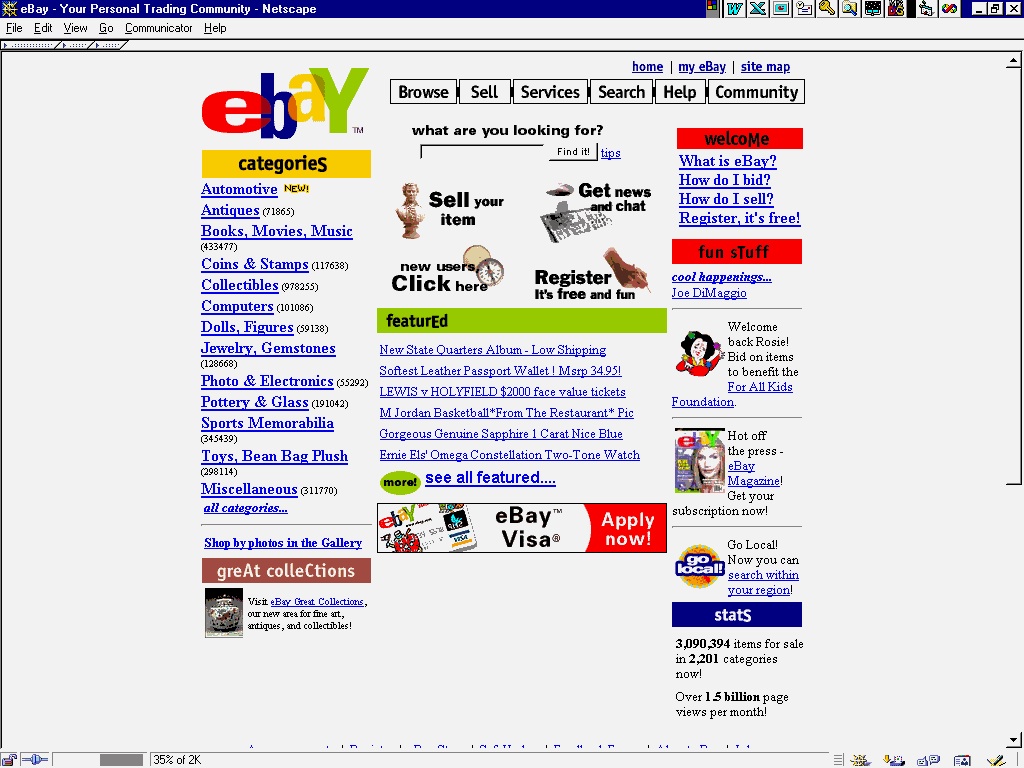 eBay - Your Personal Trading Community - Netscape
File Edit View Go Communicator Help
home | my eBay | site map
ebaY™
Browse Sell Services Search Help Community
what are you looking for?
Find it! tips
categorieS
Automotive NEW!
Antiques (71865)
Books, Movies, Music
(433477)
Coins & Stamps (117638)
Collectibles (978255)
Computers (101086)
Dolls, Figures (59138)
Jewelry, Gemstones
(128668)
Photo & Electronics (55292)
Pottery & Glass (191042)
Sports Memorabilia
(345439)
Toys, Bean Bag Plush
(298114)
Miscellaneous (311770)
all categories...
Shop by photos in the Gallery
greAt colleCtions
Visit eBay Great Collections,
our new area for fine art,
antiques, and collectibles!
Sell your
item
Get news
and chat
new users
Click here
Register
It's free and fun
featurEd
New State Quarters Album - Low Shipping
Softest Leather Passport Wallet ! Msrp 34.95!
LEWIS v HOLYFIELD $2000 face value tickets
M Jordan Basketball*From The Restaurant* Pic
Gorgeous Genuine Sapphire 1 Carat Nice Blue
Ernie Els' Omega Constellation Two-Tone Watch
more! see all featured....
ebaY
VISA
eBay™
Visa®
Apply
now!
welcoMe
What is eBay?
How do I bid?
How do I sell?
Register, it's free!
fun sTuff
cool happenings...
Joe DiMaggio
Welcome
back Rosie!
Bid on items
to benefit the
For All Kids
Foundation.
ebaY
Hot off
the press -
eBay
Magazine!
Get your
subscription now!
go
local!
Go Local!
Now you can
search within
your region!
statS
3,090,394 items for sale
in 2,201 categories
now!
Over 1.5 billion page
views per month!
35% of 2K